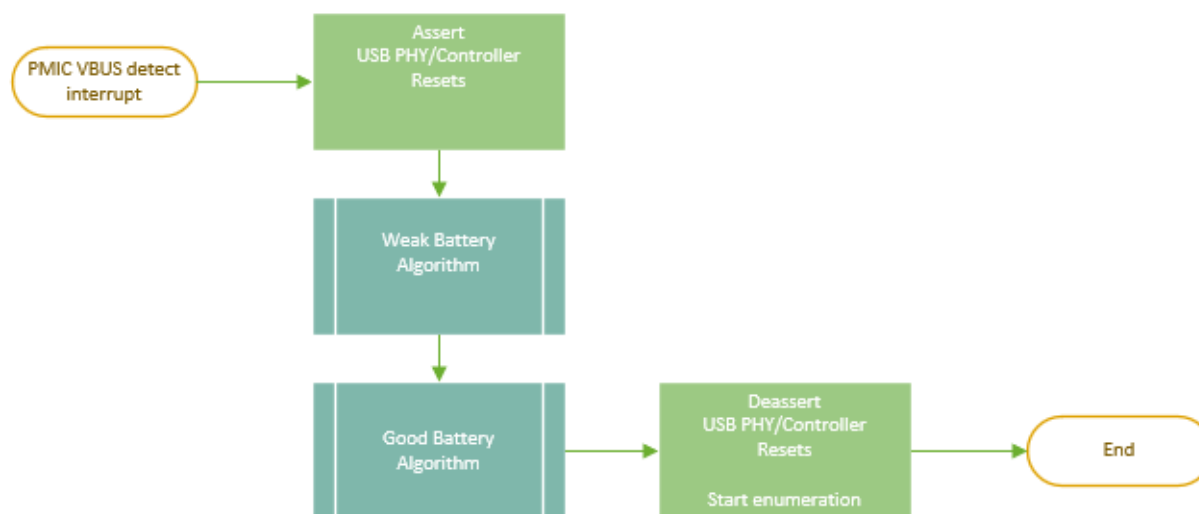 PMIC VBUS detect
interrupt
Assert
USB PHY/Controller
Resets
Weak Battery
Algorithm
Good Battery
Algorithm
Deassert
USB PHY/Controller
Resets
Start enumeration
End